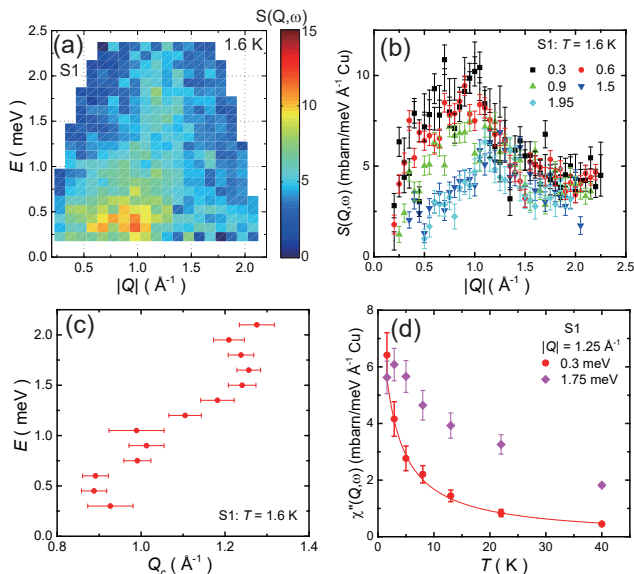 (a)
S1
1.6 K
S(Q,ω)
15
10
5
0
2.5
2.0
1.5
1.0
0.5
0.0
E ( meV)
0.5 1.0 1.5 2.0
|Q| ( Å-1)
(b)
S1: T = 1.6 K
0.3 0.6
0.9 1.5
1.95
10
5
0
S(Q,ω) (mbarn/meV Å-1 Cu)
0.0 0.5 1.0 1.5 2.0 2.5
|Q| ( Å-1)
(c)
2.0
1.5
1.0
0.5
0.0
E ( meV)
S1: T = 1.6 K
0.8 1.0 1.2 1.4
Qc ( Å-1)
(d)
S1
|Q| = 1.25 Å-1
0.3 meV
1.75 meV
8
6
4
2
0
χ"(Q,ω) (mbarn/meV Å-1 Cu)
0 10 20 30 40
T ( K)